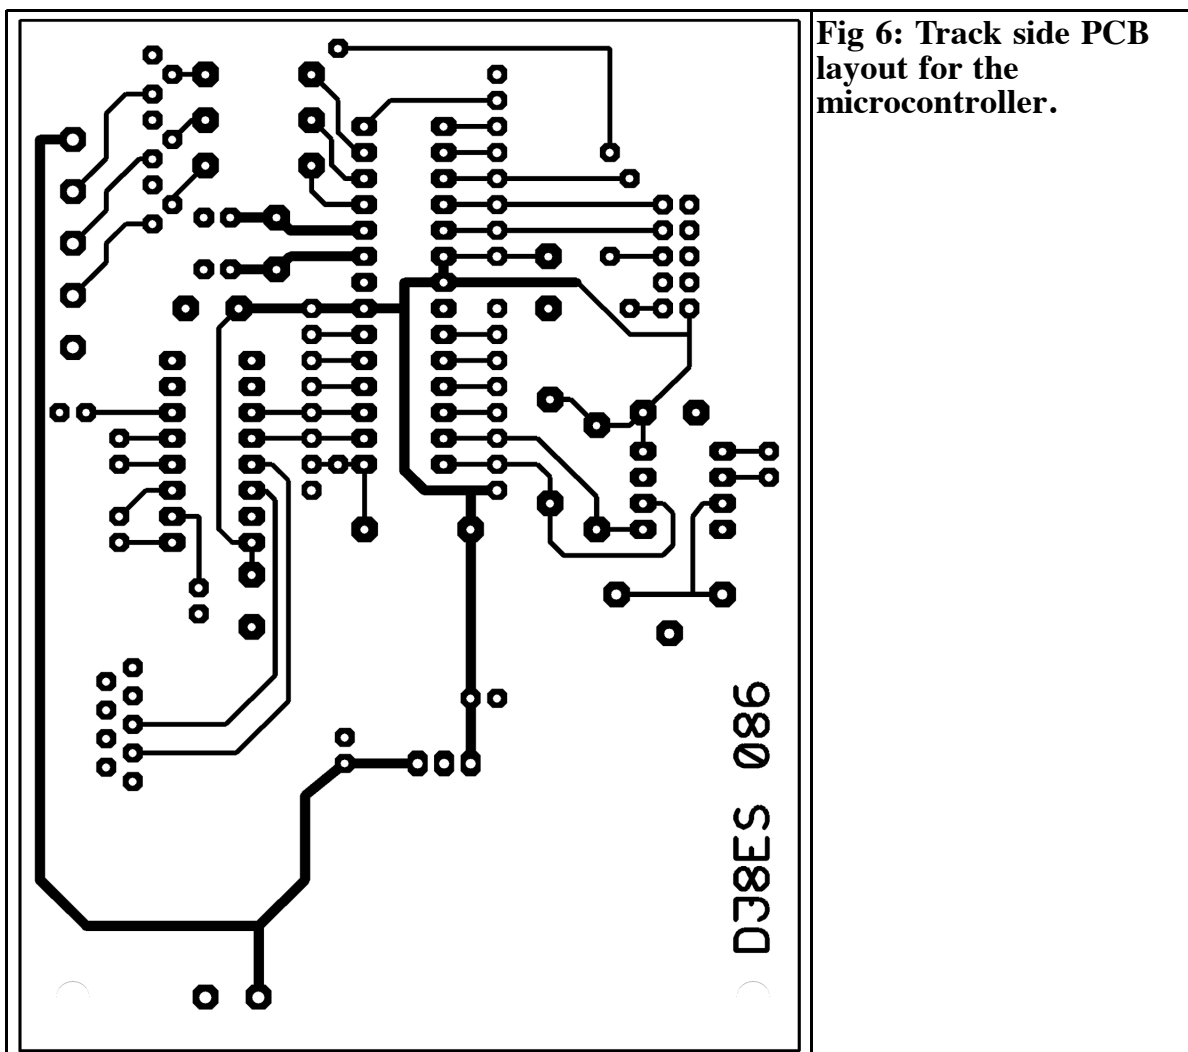 Fig 6: Track side PCB
layout for the
microcontroller.
DJ8ES 086